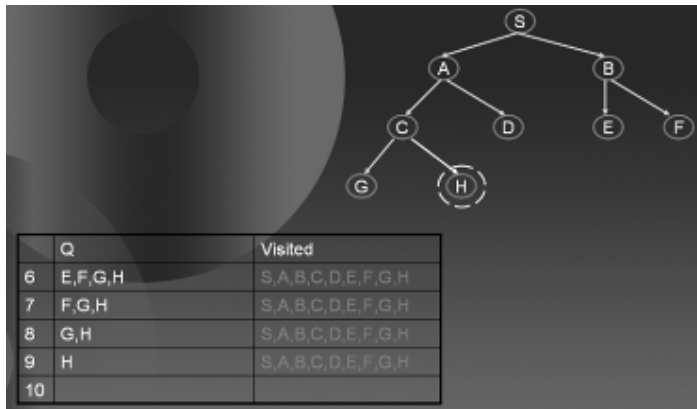 S
A B
C D E F
G H
Q Visited
6 E,F,G,H S,A,B,C,D,E,F,G,H
7 F,G,H S,A,B,C,D,E,F,G,H
8 G,H S,A,B,C,D,E,F,G,H
9 H S,A,B,C,D,E,F,G,H
10